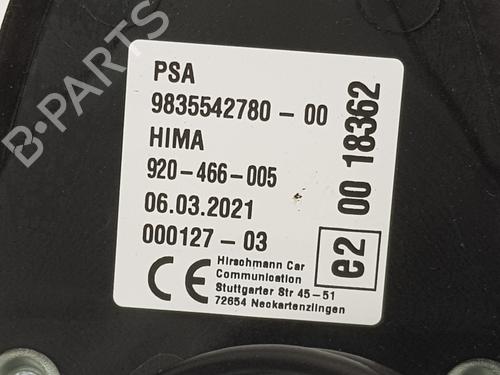 B-PARTS
PSA
9835542780-00
HIMA
920-466-005
06.03.2021
000127-03
CE
Hirschmann Car
Communication
Stuttgarter Str 45-51
72654 Neckartenzlingen
e2
00 18362